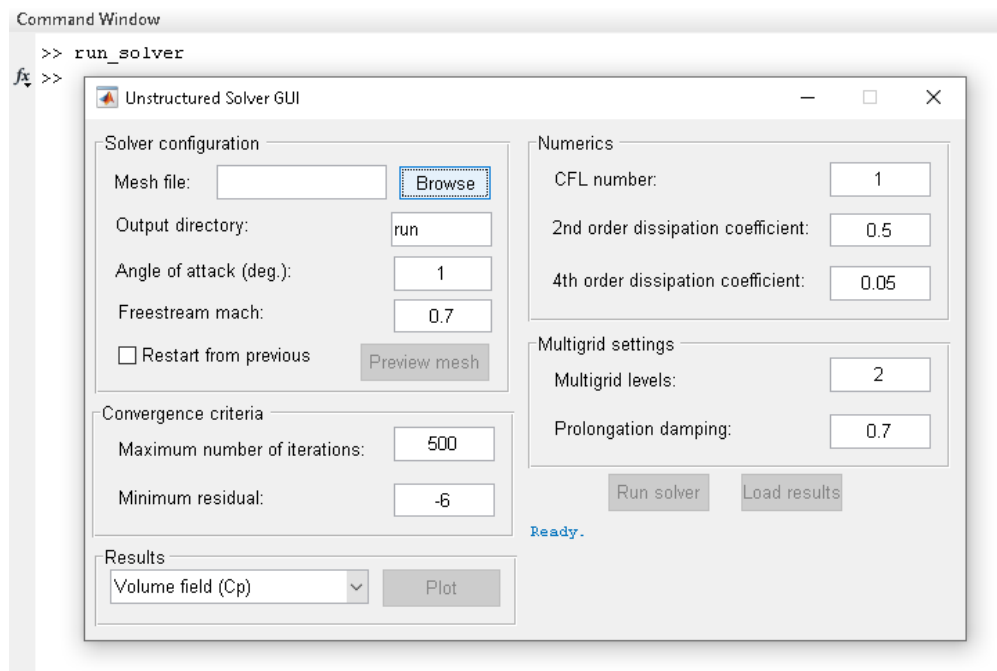 Command Window
>> run_solver
fx >>
Unstructured Solver GUI
Solver configuration
Mesh file: Browse
Output directory: run
Angle of attack (deg.): 1
Freestream mach: 0.7
Restart from previous Preview mesh
Convergence criteria
Maximum number of iterations: 500
Minimum residual: -6
Results
Volume field (Cp) Plot
Numerics
CFL number: 1
2nd order dissipation coefficient: 0.5
4th order dissipation coefficient: 0.05
Multigrid settings
Multigrid levels: 2
Prolongation damping: 0.7
Run solver Load results
Ready.